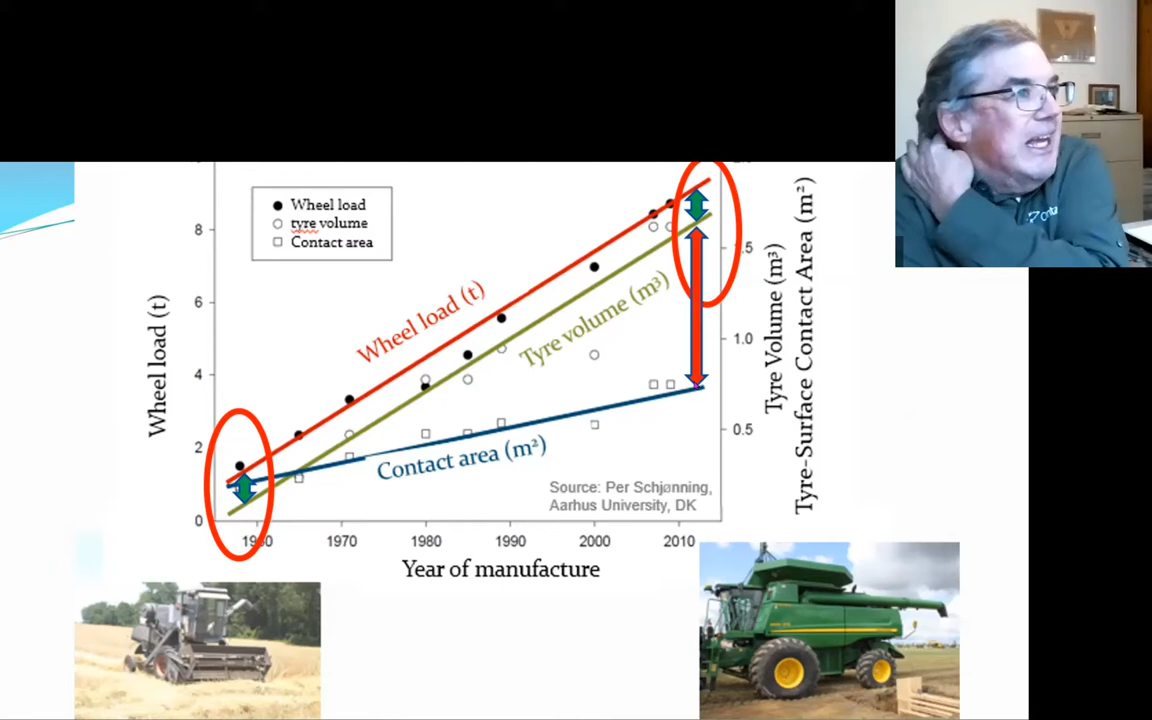 Wheel load
tyre volume
Contact area
8
6
4
2
0
Wheel load (t)
Wheel load (t)
Tyre volume (m³)
Contact area (m²)
.5
1.0
0.5
Tyre Volume (m³)
Tyre-Surface Contact Area (m²)
Source: Per Schjønning,
Aarhus University, DK
1970
1980
1990
2000
2010
Year of manufacture